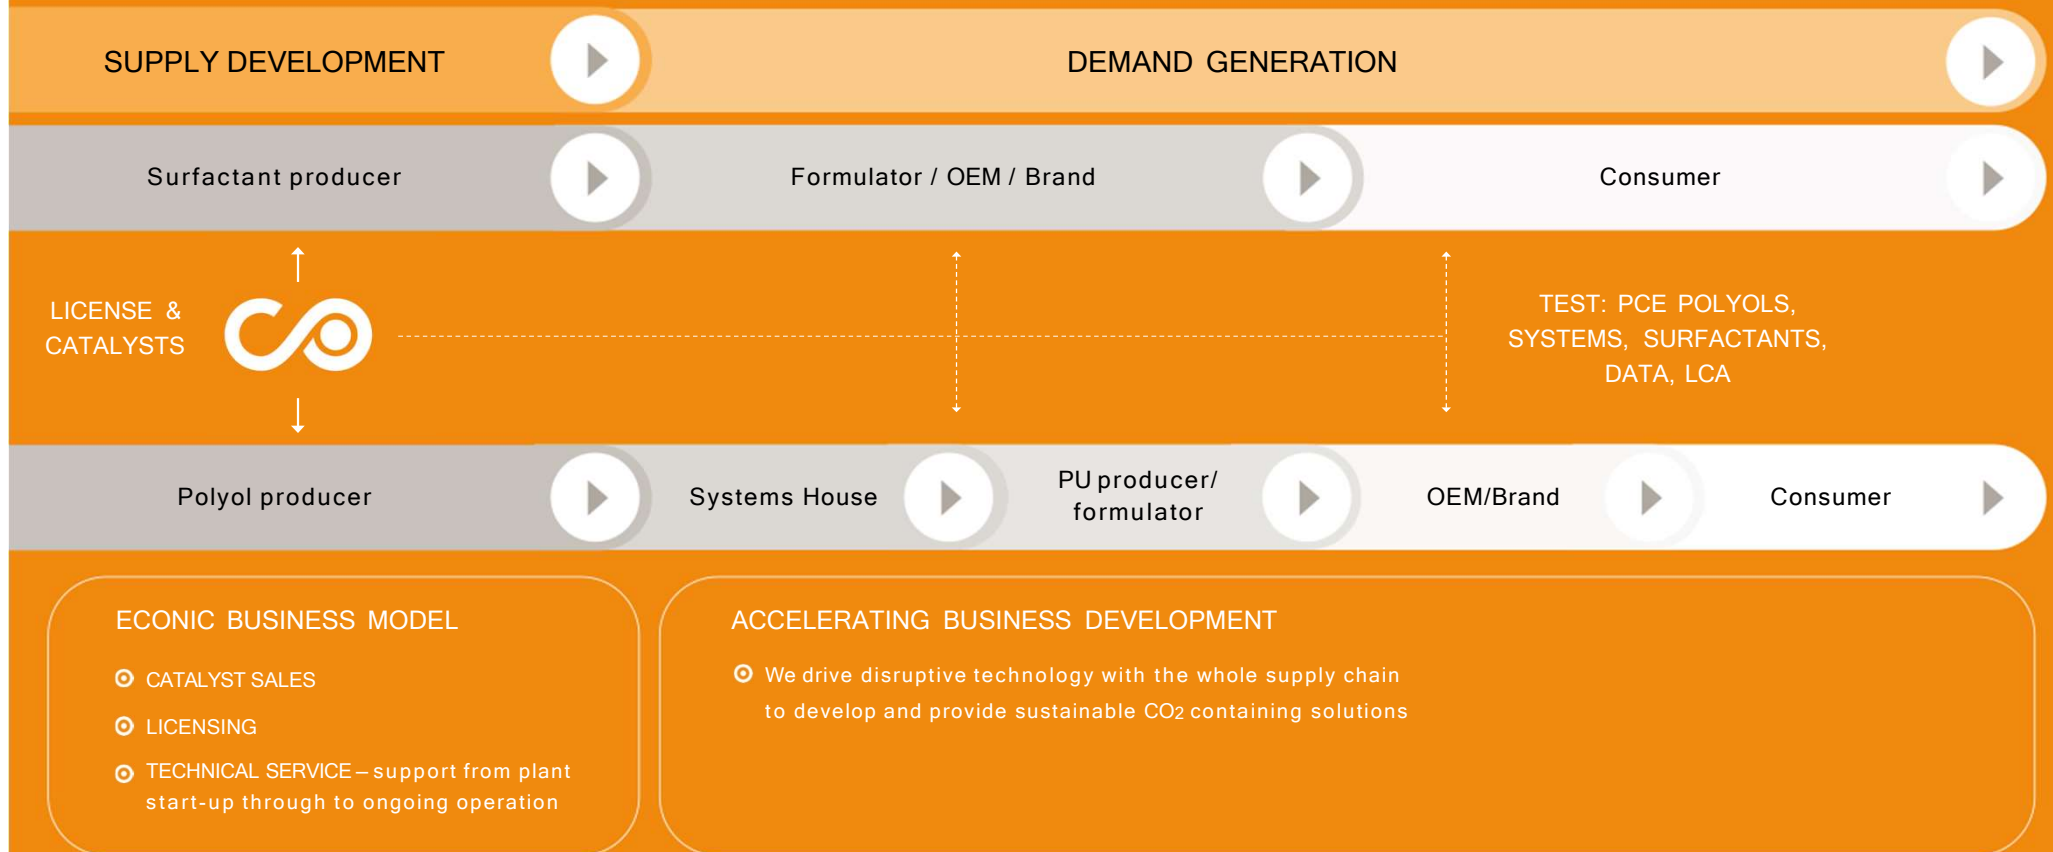 SUPPLY DEVELOPMENT
DEMAND GENERATION
Surfactant producer
Formulator / OEM / Brand
Consumer
LICENSE &
CATALYSTS
TEST: PCE POLYOLS,
SYSTEMS, SURFACTANTS,
DATA, LCA
Polyol producer
Systems House
PU producer/
formulator
OEM/Brand
Consumer
ECONIC BUSINESS MODEL
CATALYST SALES
LICENSING
TECHNICAL SERVICE – support from plant
start-up through to ongoing operation
ACCELERATING BUSINESS DEVELOPMENT
We drive disruptive technology with the whole supply chain
to develop and provide sustainable CO2 containing solutions